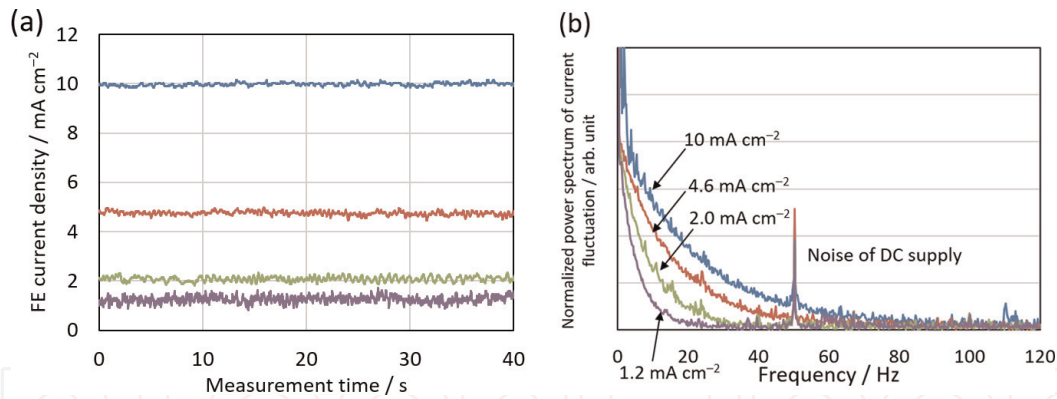 (a)
FE current density / mA cm⁻²
12
10
8
6
4
2
0
0
10
20
30
40
Measurement time / s
(b)
Normalized power spectrum of current
fluctuation / arb. unit
10 mA cm⁻²
4.6 mA cm⁻²
2.0 mA cm⁻²
Noise of DC supply
1.2 mA cm⁻²
0
20
40
60
80
100
120
Frequency / Hz